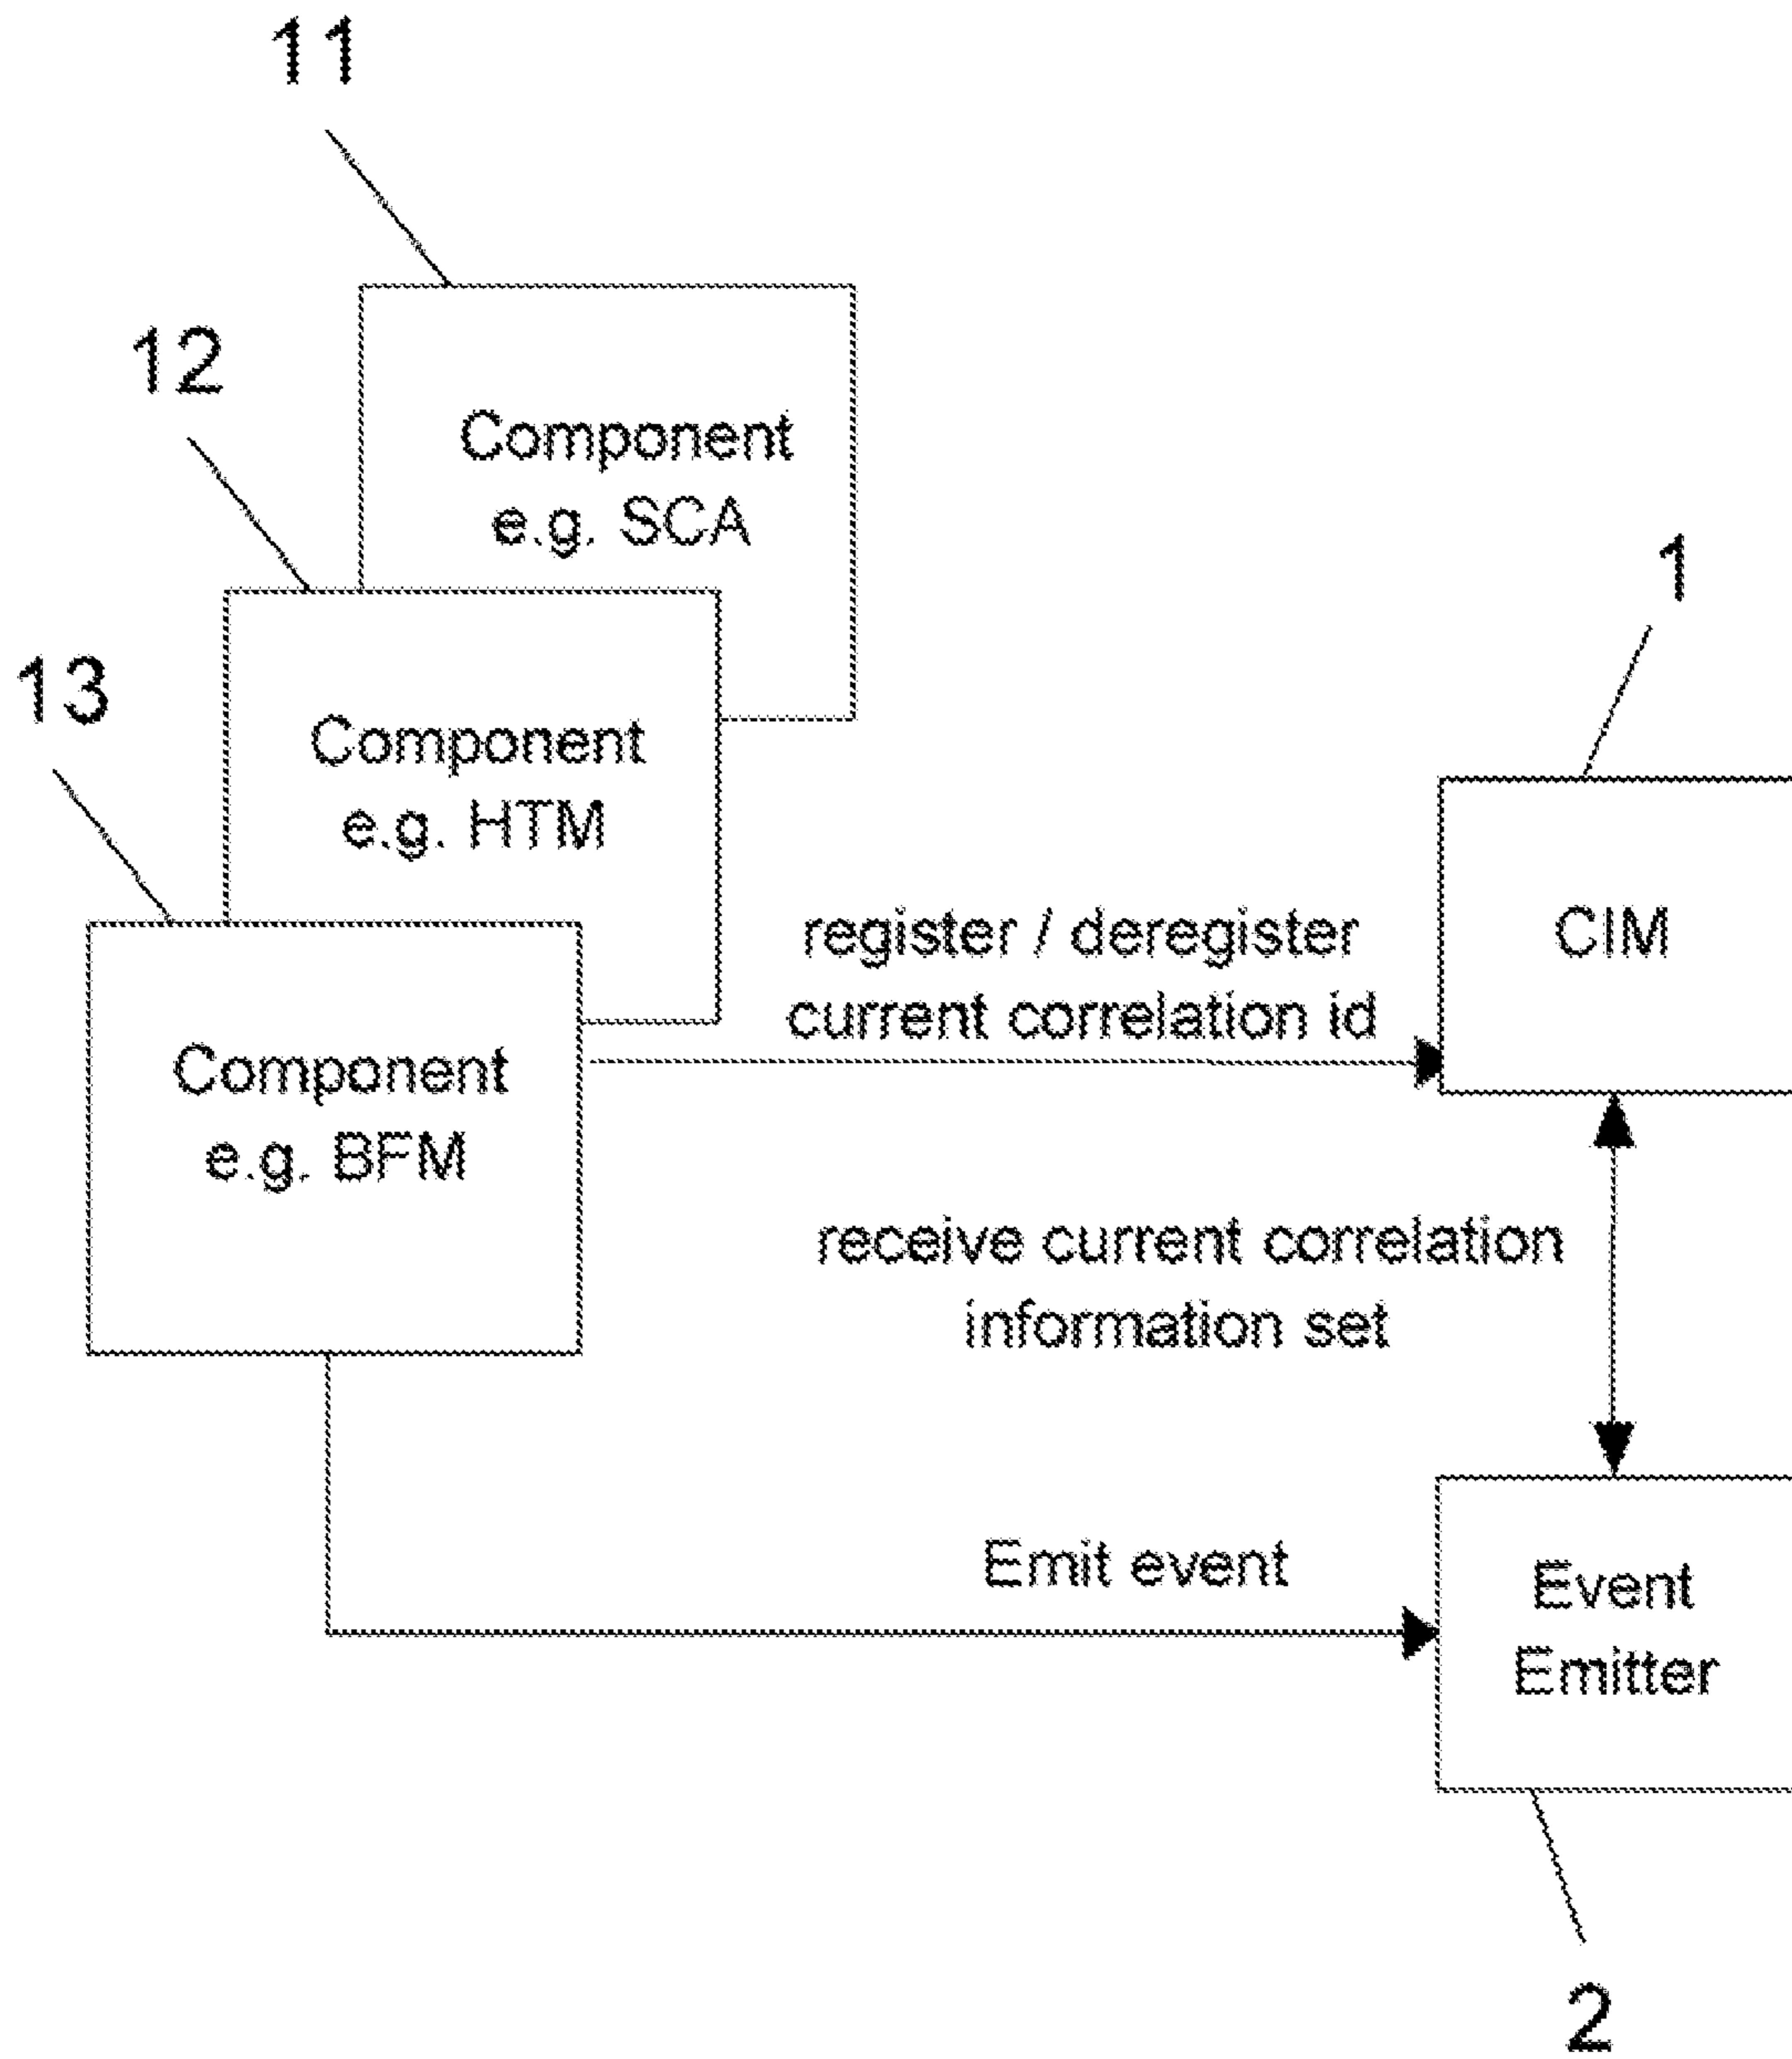 11
Component
e.g. SCA
12
Component
e.g. HTM
13
Component
e.g. BFM
register / deregister
current correlation id
1
CIM
receive current correlation
information set
Emit event
Event
Emitter
2